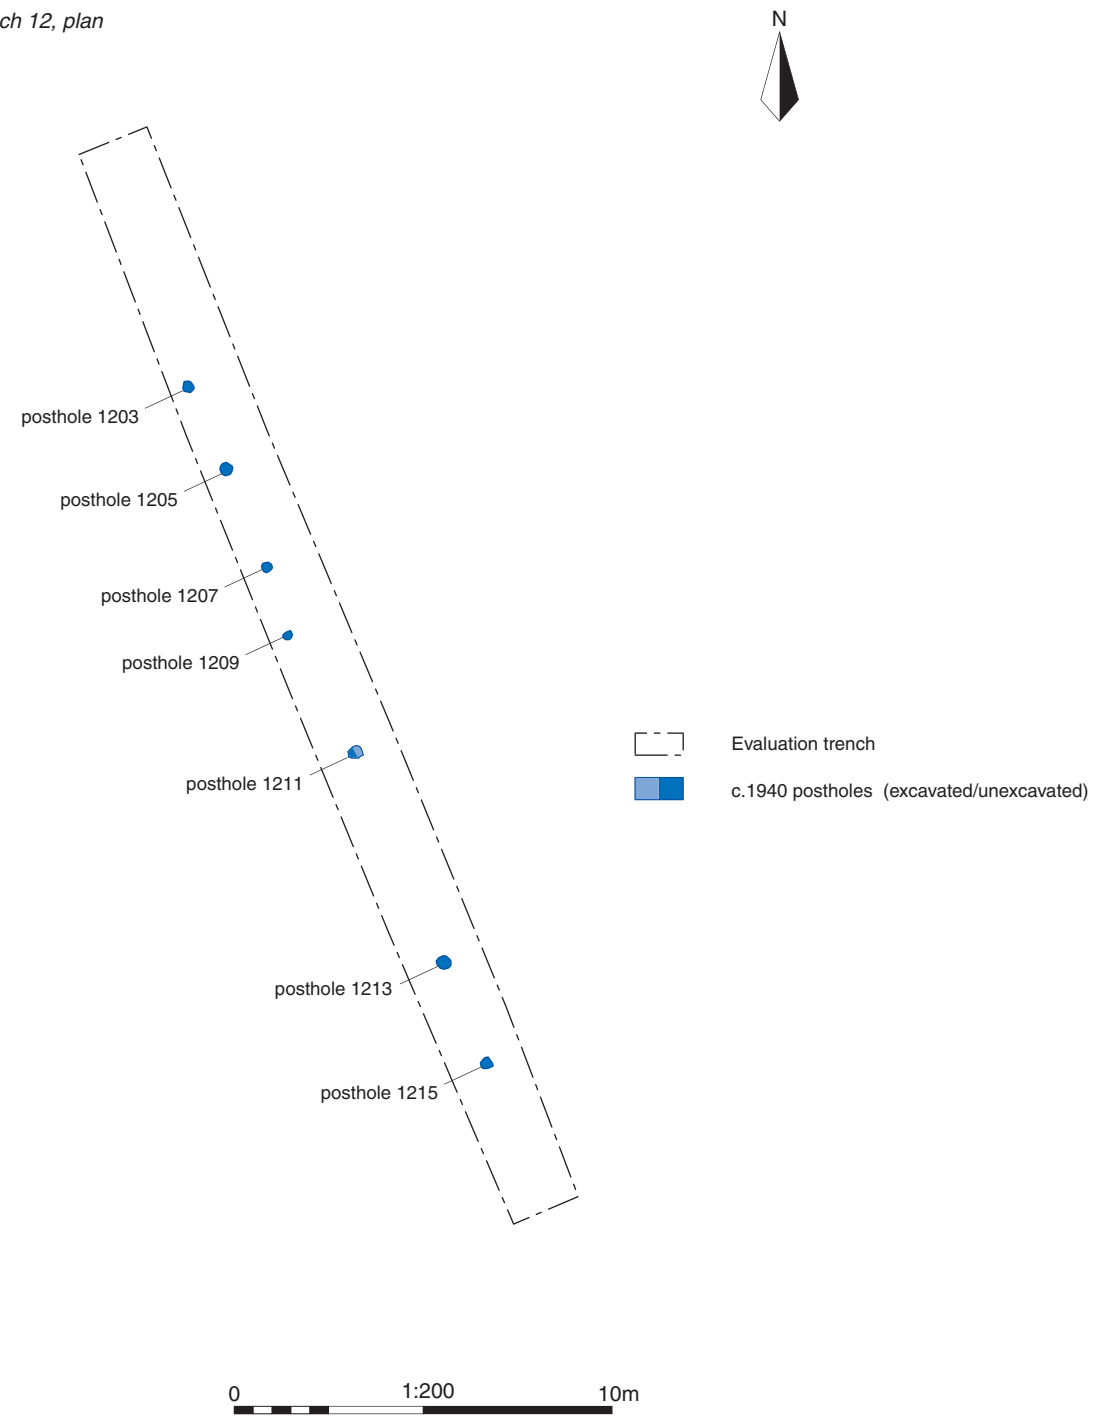 ch 12, plan
N
posthole 1203
posthole 1205
posthole 1207
posthole 1209
posthole 1211
Evaluation trench
c.1940 postholes (excavated/unexcavated)
posthole 1213
posthole 1215
0 1:200 10m